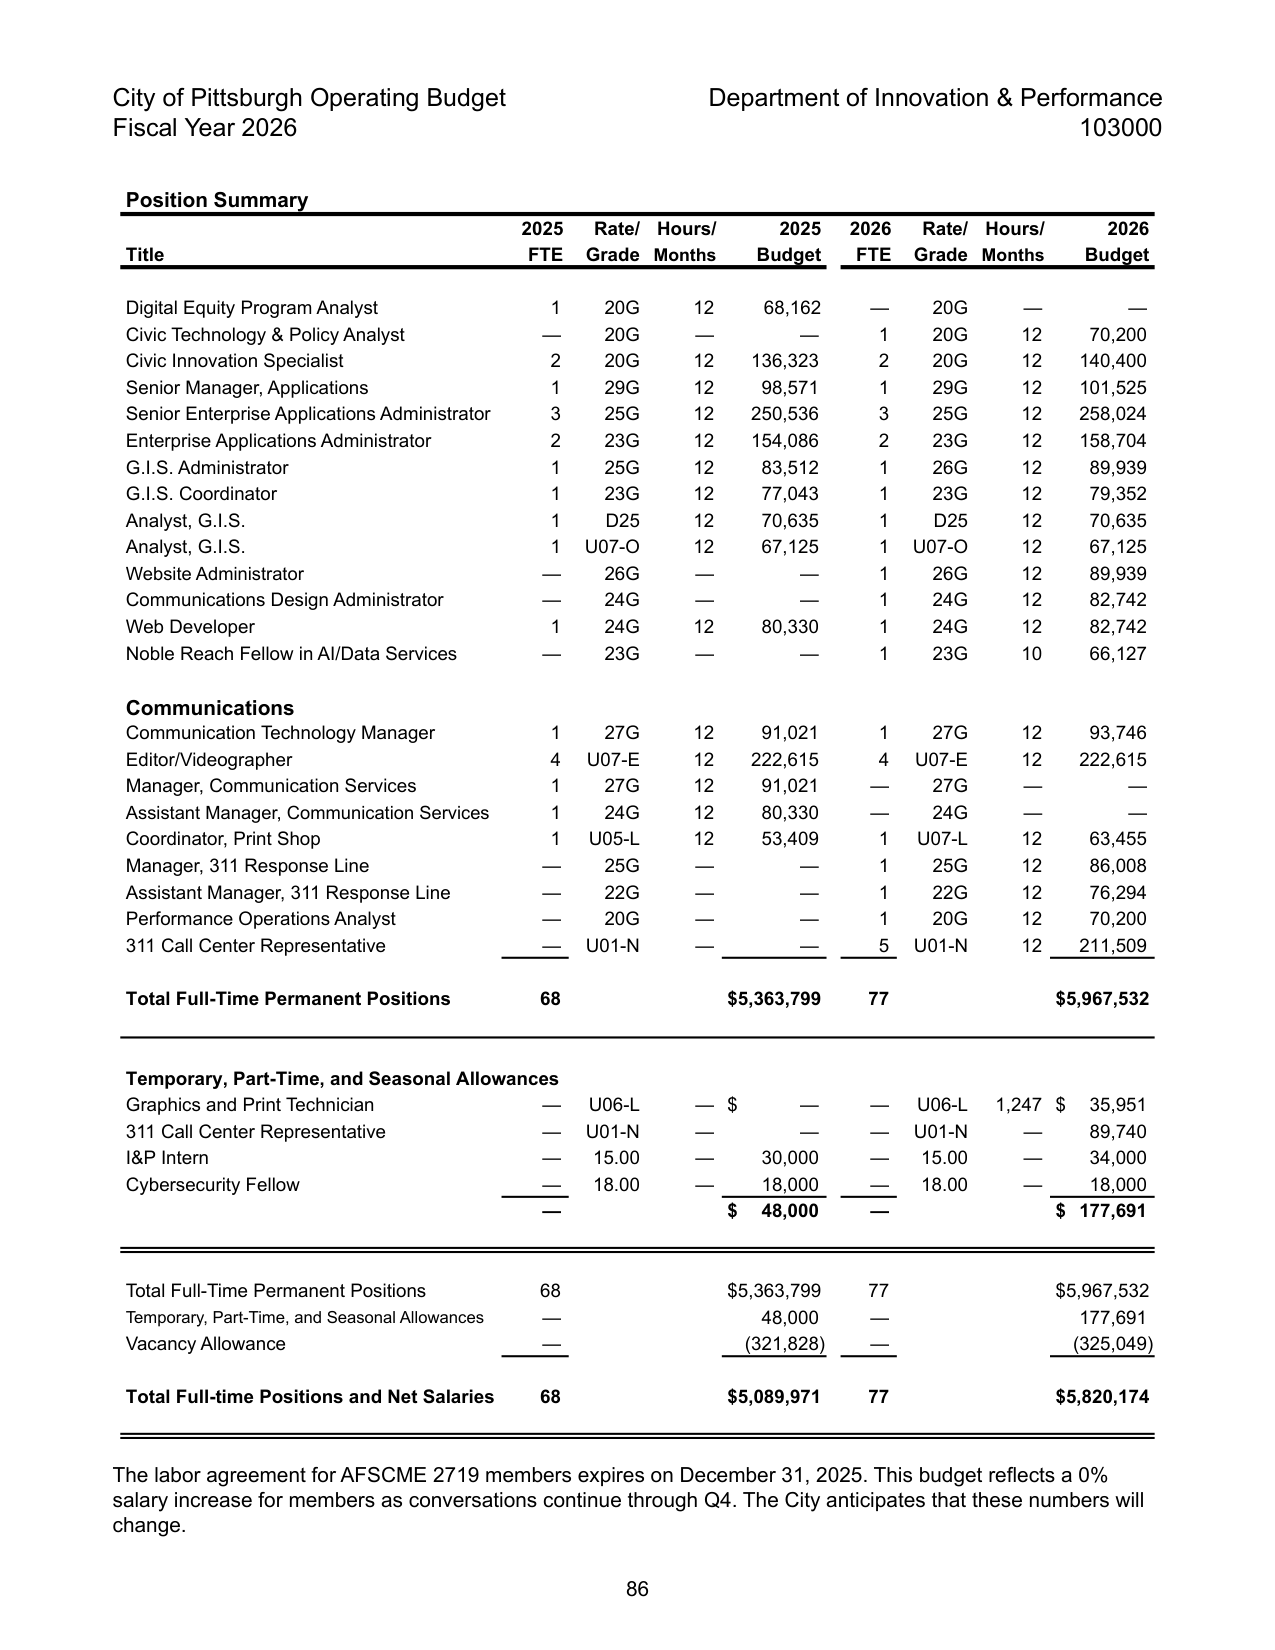 City of Pittsburgh Operating Budget Department of Innovation & Performance
Fiscal Year 2026 103000
Position Summary
2025 Rate/ Hours/ 2025 2026 Rate/ Hours/ 2026
Title FTE Grade Months Budget FTE Grade Months Budget
Digital Equity Program Analyst 1 20G 12 68,162 — 20G — —
Civic Technology & Policy Analyst — 20G — — 1 20G 12 70,200
Civic Innovation Specialist 2 20G 12 136,323 2 20G 12 140,400
Senior Manager, Applications 1 29G 12 98,571 1 29G 12 101,525
Senior Enterprise Applications Administrator 3 25G 12 250,536 3 25G 12 258,024
Enterprise Applications Administrator 2 23G 12 154,086 2 23G 12 158,704
G.I.S. Administrator 1 25G 12 83,512 1 26G 12 89,939
G.I.S. Coordinator 1 23G 12 77,043 1 23G 12 79,352
Analyst, G.I.S. 1 D25 12 70,635 1 D25 12 70,635
Analyst, G.I.S. 1 U07-O 12 67,125 1 U07-O 12 67,125
Website Administrator — 26G — — 1 26G 12 89,939
Communications Design Administrator — 24G — — 1 24G 12 82,742
Web Developer 1 24G 12 80,330 1 24G 12 82,742
Noble Reach Fellow in AI/Data Services — 23G — — 1 23G 10 66,127
Communications
Communication Technology Manager 1 27G 12 91,021 1 27G 12 93,746
Editor/Videographer 4 U07-E 12 222,615 4 U07-E 12 222,615
Manager, Communication Services 1 27G 12 91,021 — 27G — —
Assistant Manager, Communication Services 1 24G 12 80,330 — 24G — —
Coordinator, Print Shop 1 U05-L 12 53,409 1 U07-L 12 63,455
Manager, 311 Response Line — 25G — — 1 25G 12 86,008
Assistant Manager, 311 Response Line — 22G — — 1 22G 12 76,294
Performance Operations Analyst — 20G — — 1 20G 12 70,200
311 Call Center Representative — U01-N — — 5 U01-N 12 211,509
Total Full-Time Permanent Positions 68 $5,363,799 77 $5,967,532
Temporary, Part-Time, and Seasonal Allowances
Graphics and Print Technician — U06-L — $ — — U06-L 1,247 $ 35,951
311 Call Center Representative — U01-N — — — U01-N — 89,740
I&P Intern — 15.00 — 30,000 — 15.00 — 34,000
Cybersecurity Fellow — 18.00 — 18,000 — 18.00 — 18,000
— $ 48,000 — $ 177,691
Total Full-Time Permanent Positions 68 $5,363,799 77 $5,967,532
Temporary, Part-Time, and Seasonal Allowances — 48,000 — 177,691
Vacancy Allowance — (321,828) — (325,049)
Total Full-time Positions and Net Salaries 68 $5,089,971 77 $5,820,174
The labor agreement for AFSCME 2719 members expires on December 31, 2025. This budget reflects a 0%
salary increase for members as conversations continue through Q4. The City anticipates that these numbers will
change.
86